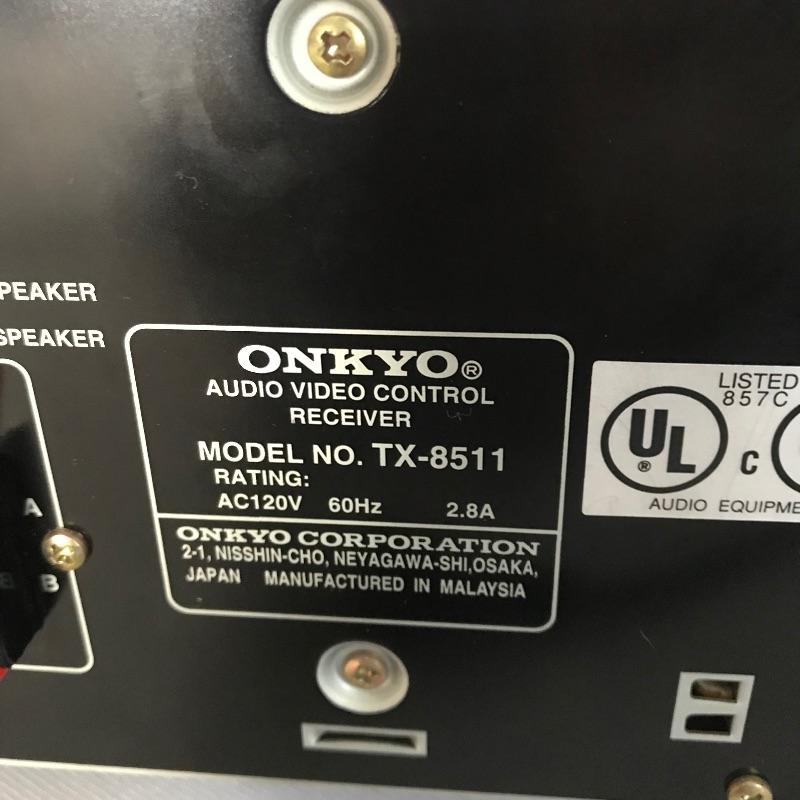 PEAKER
SPEAKER
ONKYO®
AUDIO VIDEO CONTROL
RECEIVER
MODEL NO. TX-8511
RATING:
AC120V 60Hz 2.8A
ONKYO CORPORATION
2-1, NISSHIN-CHO, NEYAGAWA-SHI,OSAKA,
JAPAN MANUFACTURED IN MALAYSIA
A
B B
LISTED
857C
UL®
C
AUDIO EQUIPME